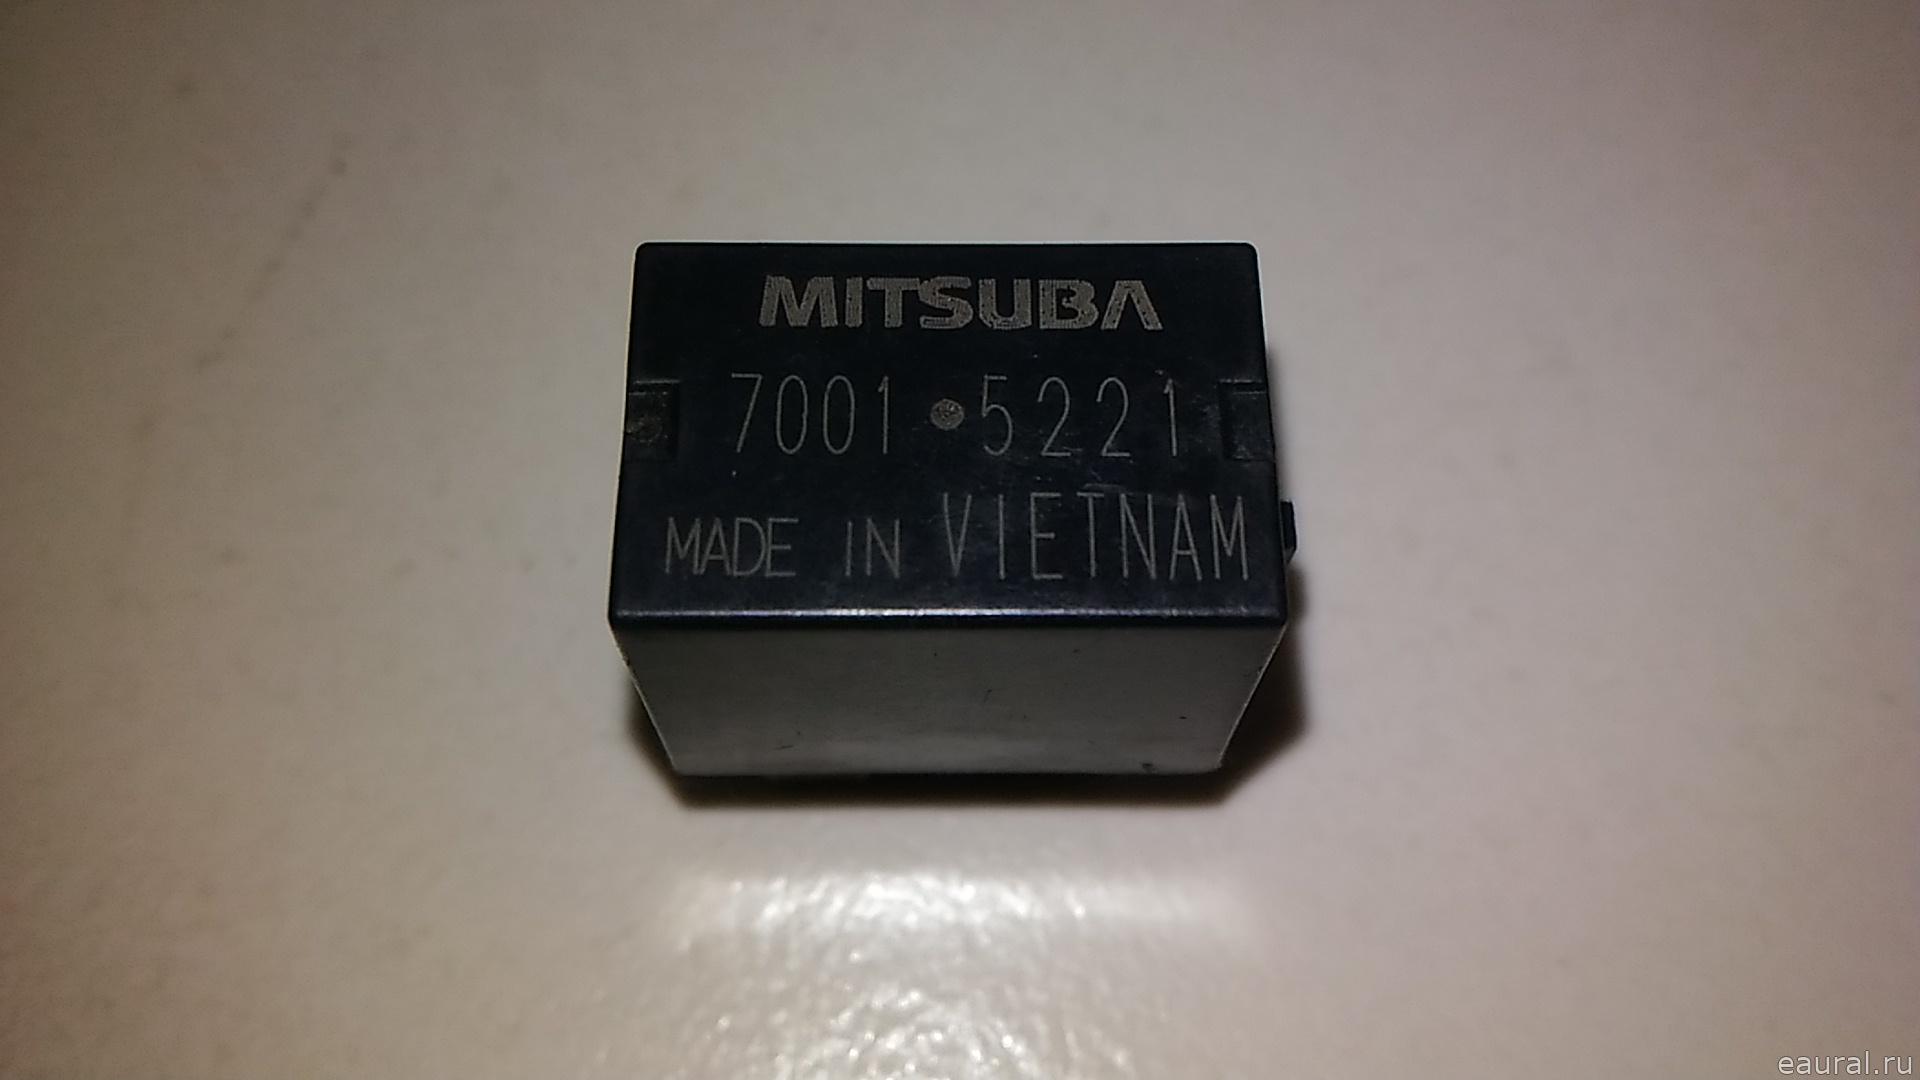 MITSUBA
7001 • 5221
MADE IN VIETNAM
eaural.ru